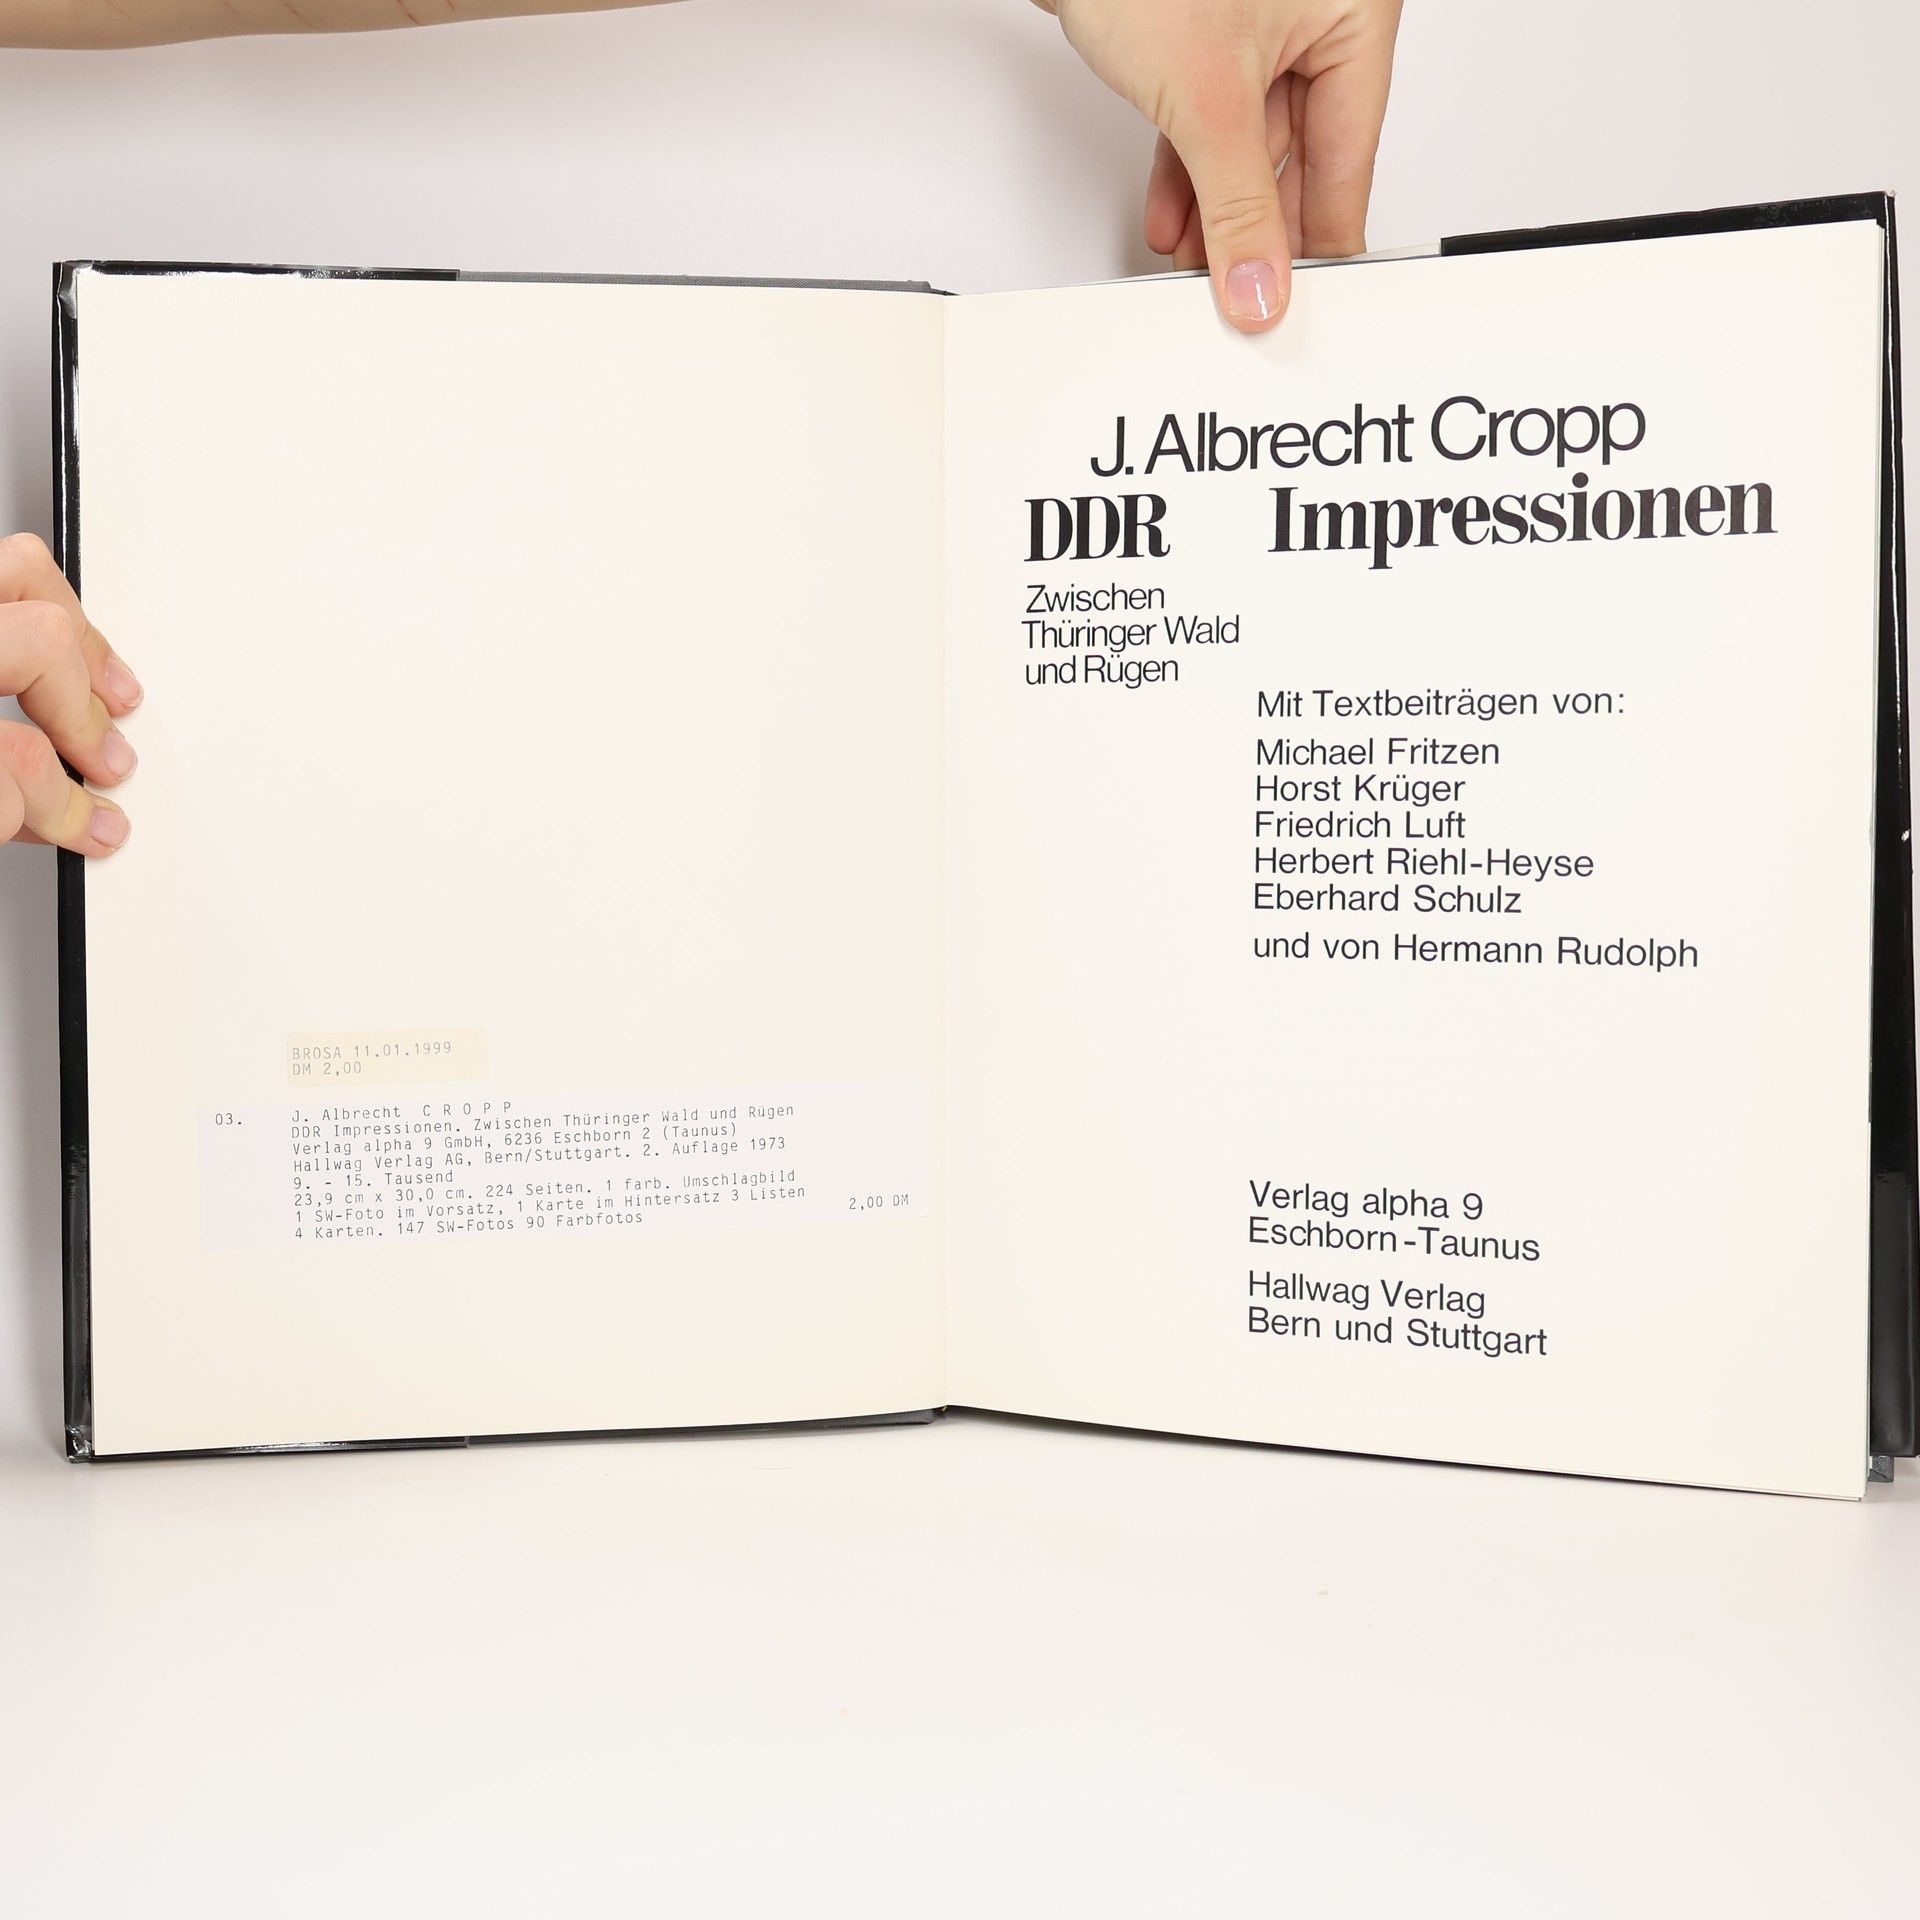 BROSA 11.01.1999
DM 2,00
03. J. Albrecht C R O P P
DDR Impressionen. Zwischen Thüringer Wald und Rügen
Verlag alpha 9 GmbH, 6236 Eschborn 2 (Taunus)
Hallwag Verlag AG, Bern/Stuttgart. 2. Auflage 1973
9. - 15. Tausend
23,9 cm x 30,0 cm. 224 Seiten. 1 farb. Umschlagbild
1 SW-Foto im Vorsatz, 1 Karte im Hintersatz 3 Listen
4 Karten. 147 SW-Fotos 90 Farbfotos 2,00 DM
J. Albrecht Cropp
DDR Impressionen
Zwischen
Thüringer Wald
und Rügen
Mit Textbeiträgen von:
Michael Fritzen
Horst Krüger
Friedrich Luft
Herbert Riehl-Heyse
Eberhard Schulz
und von Hermann Rudolph
Verlag alpha 9
Eschborn-Taunus
Hallwag Verlag
Bern und Stuttgart